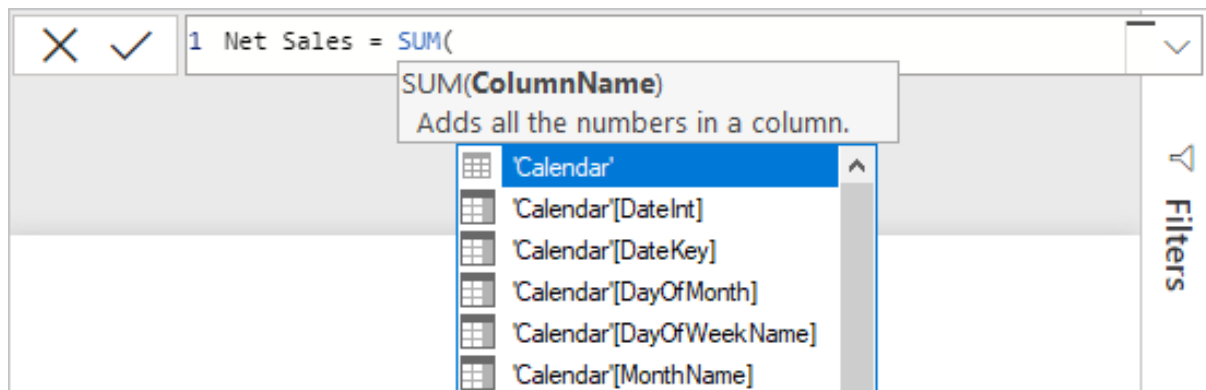 1 Net Sales = SUM(
SUM(ColumnName)
Adds all the numbers in a column.
'Calendar'
'Calendar'[DateInt]
'Calendar'[DateKey]
'Calendar'[DayOfMonth]
'Calendar'[DayOfWeekName]
'Calendar'[MonthName]
Filters